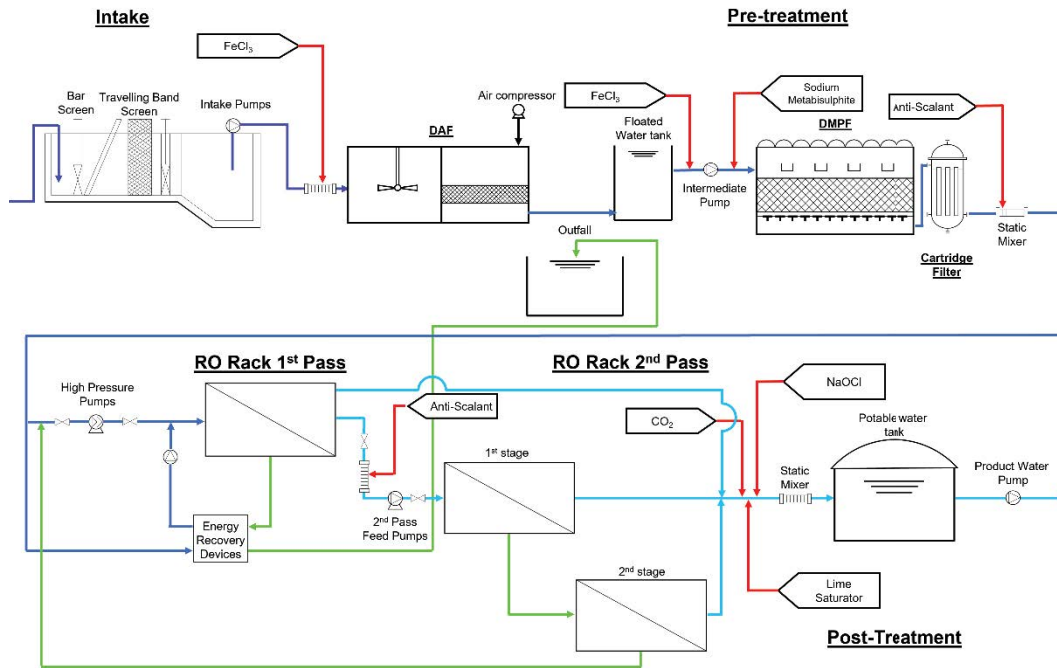 Intake
Pre-treatment
FeCl₃
Bar
Screen
Travelling Band
Screen
Intake Pumps
DAF
Air compressor
FeCl₃
Floated
Water tank
Sodium
Metabisulphite
Intermediate
Pump
DMPF
Anti-Scalant
Cartridge
Filter
Static
Mixer
Outfall
RO Rack 1ˢᵗ Pass
RO Rack 2ⁿᵈ Pass
High Pressure
Pumps
Anti-Scalant
Energy
Recovery
Devices
2ⁿᵈ Pass
Feed Pumps
1ˢᵗ stage
2ⁿᵈ stage
CO₂
NaOCl
Static
Mixer
Lime
Saturator
Potable water
tank
Product Water
Pump
Post-Treatment